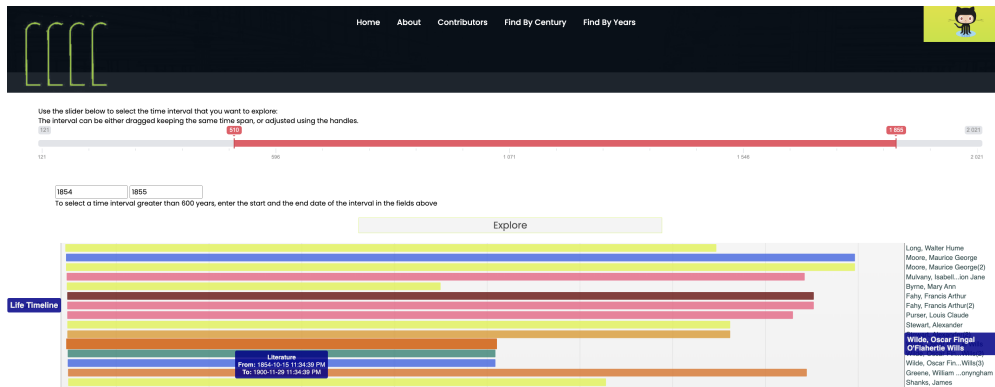 Home About Contributors Find By Century Find By Years
CCCC
Use the slider below to select the time interval that you want to explore:
The interval can be either dragged keeping the same time span, or adjusted using the handles.
121 510 1 855 2 021
121 596 1 071 1 546 2 021
1854 1855
To select a time interval greater than 600 years, enter the start and the end date of the interval in the fields above
Explore
Long, Walter Hume
Moore, Maurice George
Moore, Maurice George(2)
Mulvany, Isabell...ion Jane
Byrne, Mary Ann
Fahy, Francis Arthur
Life Timeline
Fahy, Francis Arthur(2)
Purser, Louis Claude
Stewart, Alexander
Wilde, Oscar Fingal
O'Flahertie Wills
Literature
From: 1854-10-15 11:34:39 PM
To: 1900-11-29 11:34:39 PM
Wilde, Oscar Fin...Wills(3)
Greene, William ...onyngham
Shanks, James